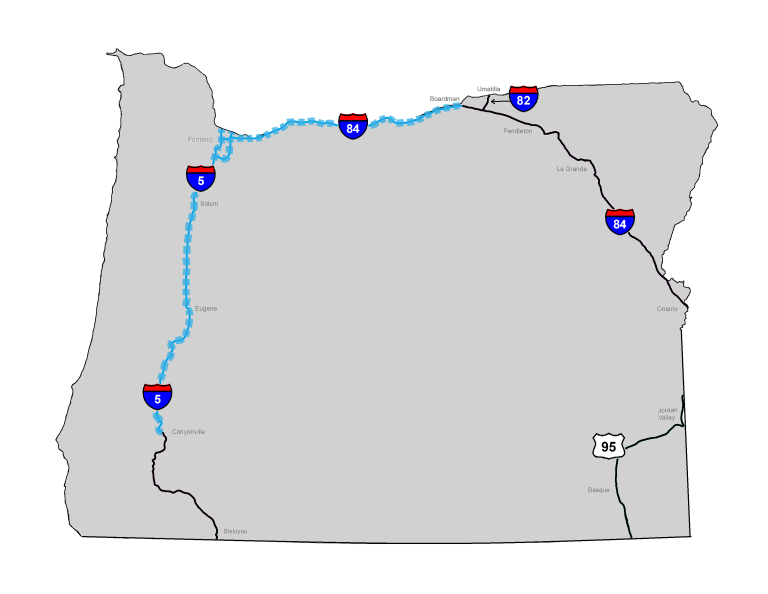 Umatilla
Boardman
82
84
Pendleton
Portland
La Grande
5
Salem
84
Eugene
Ontario
5
Jordan
Valley
Canyonville
95
Basque
Siskiyou